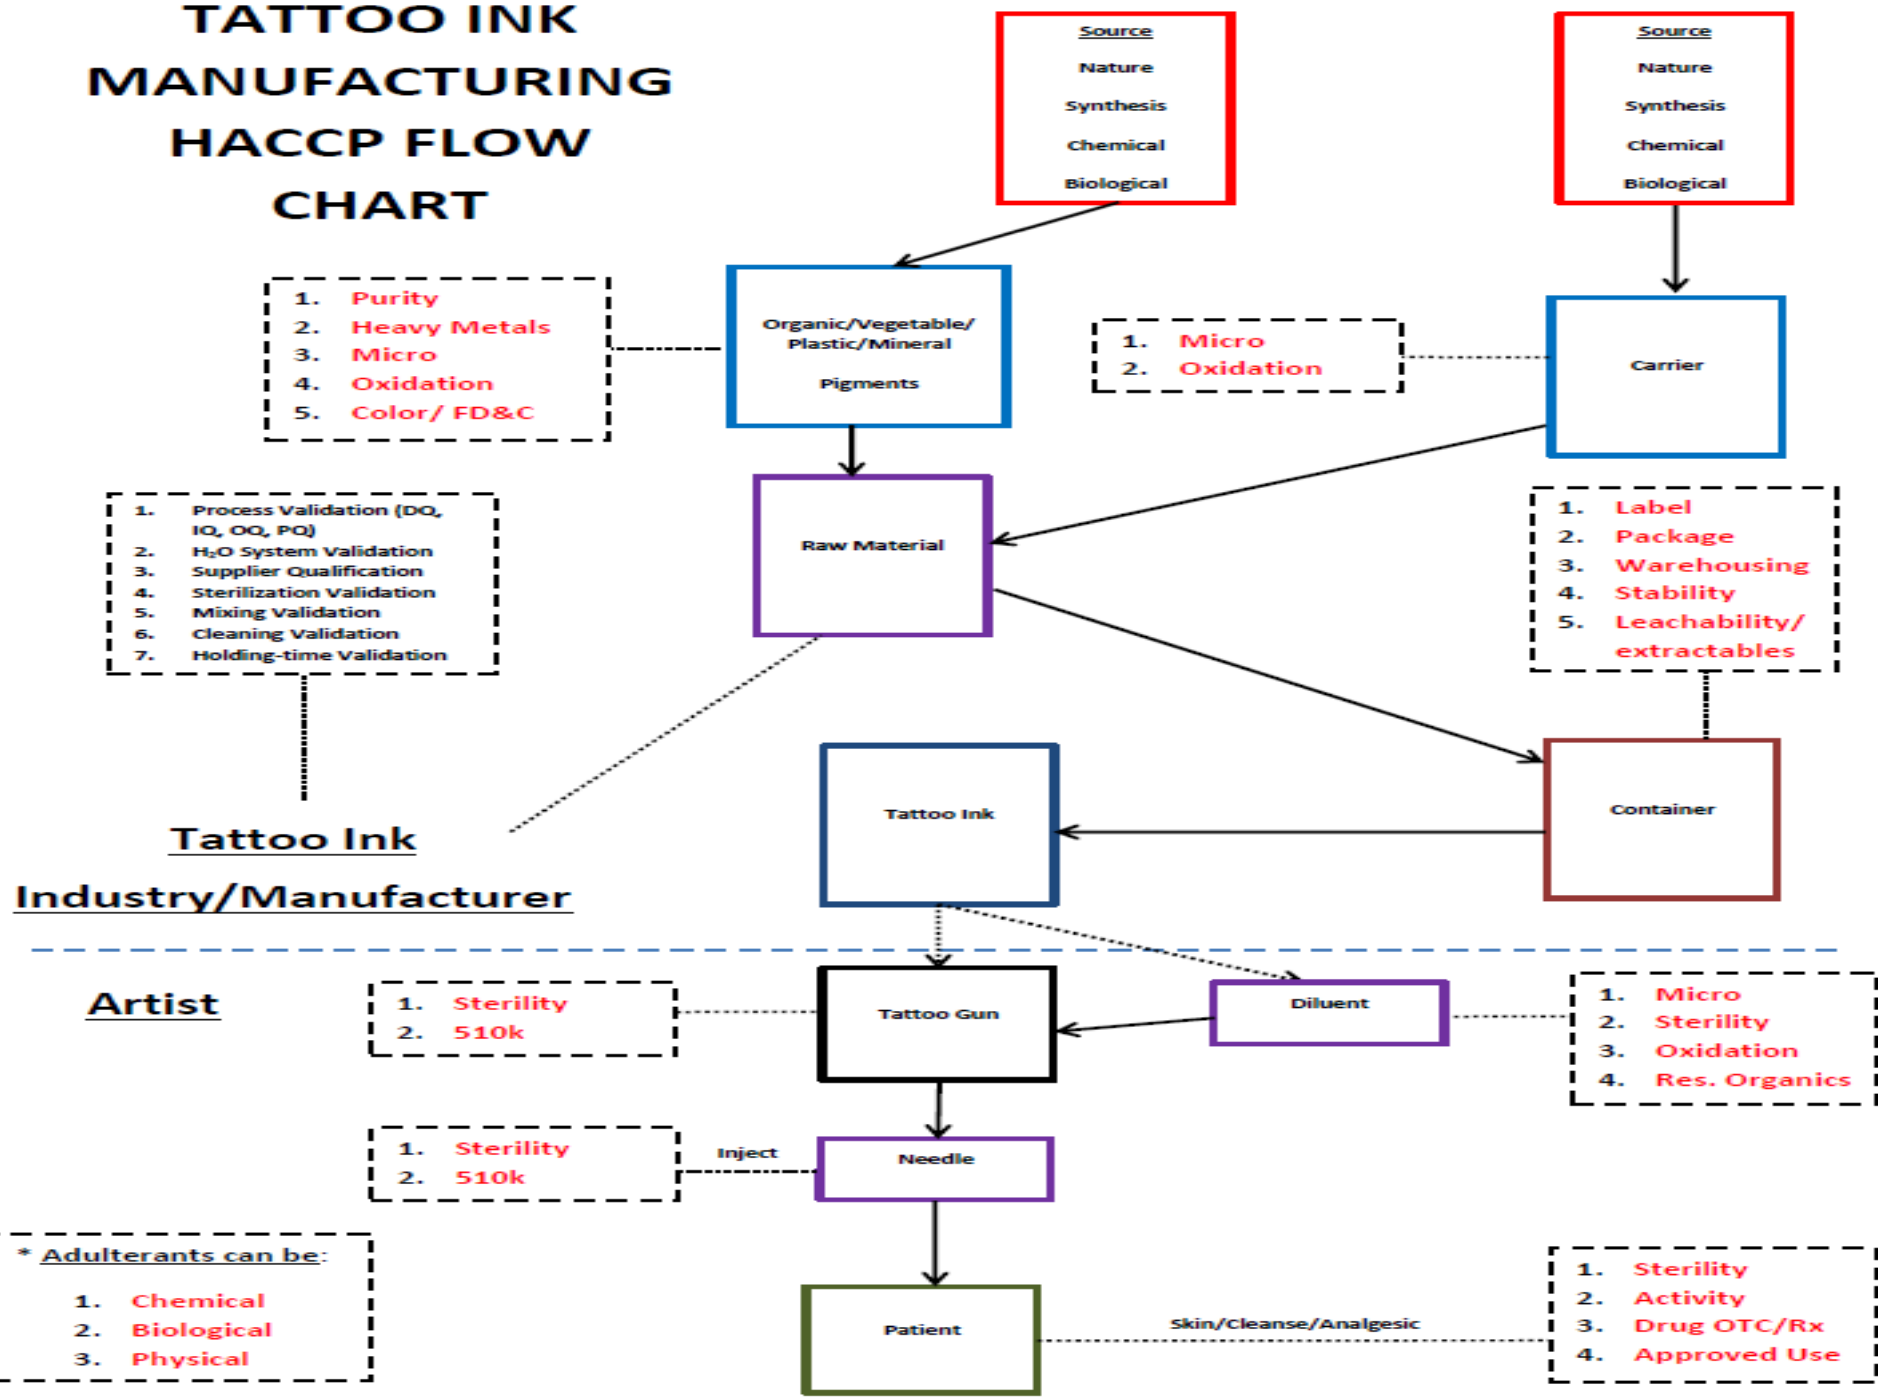 TATTOO INK
MANUFACTURING
HACCP FLOW
CHART
Source
Nature
Synthesis
Chemical
Biological
Source
Nature
Synthesis
Chemical
Biological
1. Purity
2. Heavy Metals
3. Micro
4. Oxidation
5. Color/ FD&C
Organic/Vegetable/
Plastic/Mineral
Pigments
1. Micro
2. Oxidation
Carrier
1. Process Validation (DQ,
IQ, OQ, PQ)
2. H₂O System Validation
3. Supplier Qualification
4. Sterilization Validation
5. Mixing Validation
6. Cleaning Validation
7. Holding-time Validation
Raw Material
1. Label
2. Package
3. Warehousing
4. Stability
5. Leachability/
extractables
Tattoo Ink
Industry/Manufacturer
Tattoo Ink
Container
Artist
1. Sterility
2. 510k
Tattoo Gun
Diluent
1. Micro
2. Sterility
3. Oxidation
4. Res. Organics
1. Sterility
2. 510k
Inject
Needle
* Adulterants can be:
1. Chemical
2. Biological
3. Physical
Patient
Skin/Cleanse/Analgesic
1. Sterility
2. Activity
3. Drug OTC/Rx
4. Approved Use